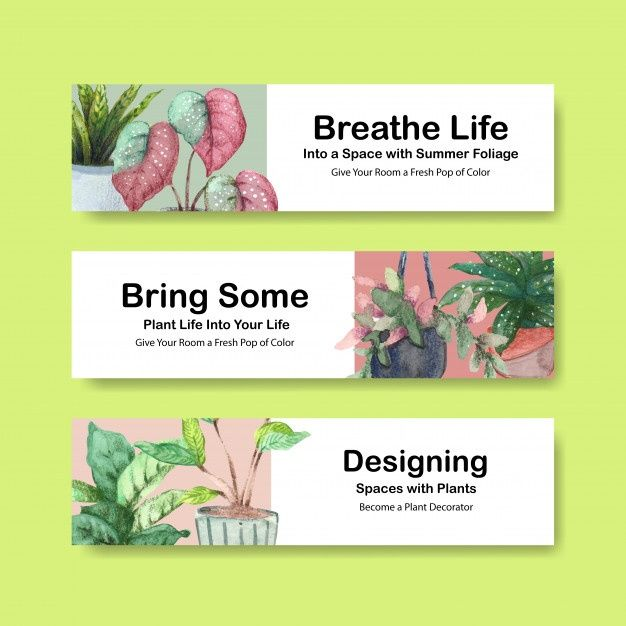 Breathe Life
Into a Space with Summer Foliage
Give Your Room a Fresh Pop of Color
Bring Some
Plant Life Into Your Life
Give Your Room a Fresh Pop of Color
Designing
Spaces with Plants
Become a Plant Decorator